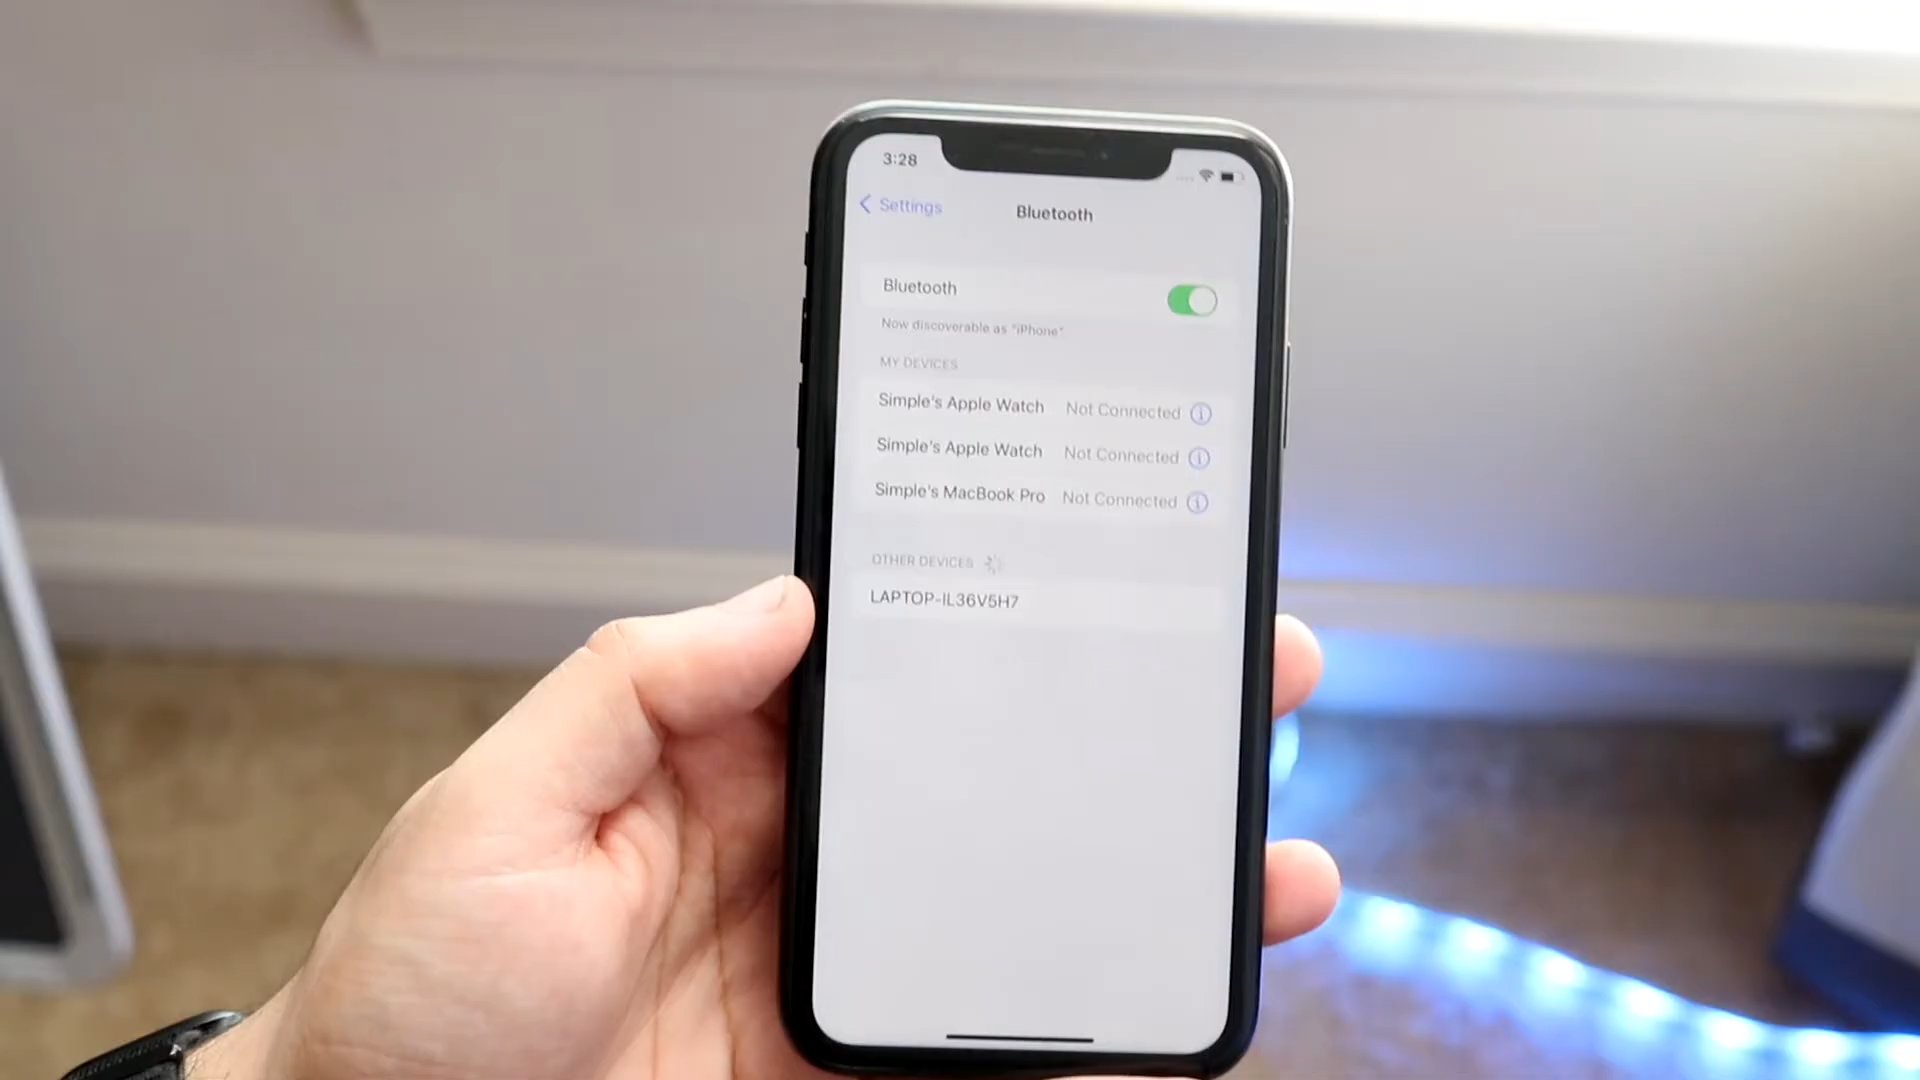 3:28
Settings
Bluetooth
Bluetooth
Now discoverable as "iPhone"
MY DEVICES
Simple's Apple Watch Not Connected
Simple's Apple Watch Not Connected
Simple's MacBook Pro Not Connected
OTHER DEVICES
LAPTOP-IL36V5H7